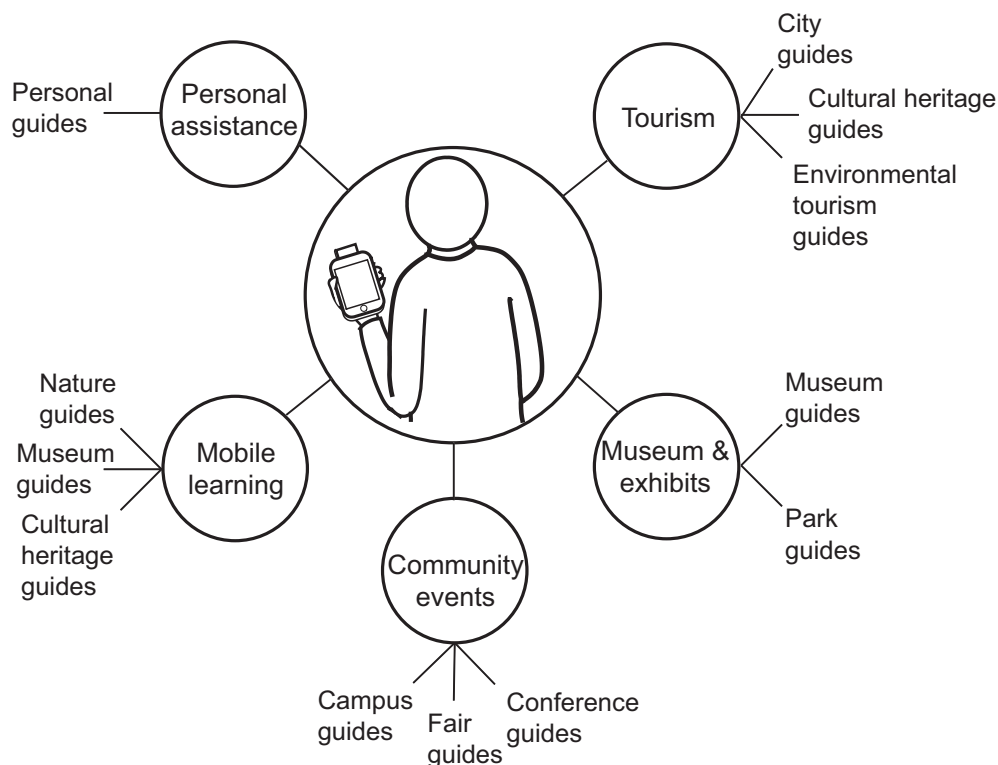 Personal
guides
Personal
assistance
Tourism
City
guides
Cultural heritage
guides
Environmental
tourism
guides
Nature
guides
Museum
guides
Cultural
heritage
guides
Mobile
learning
Museum &
exhibits
Museum
guides
Park
guides
Community
events
Campus
guides
Fair
guides
Conference
guides